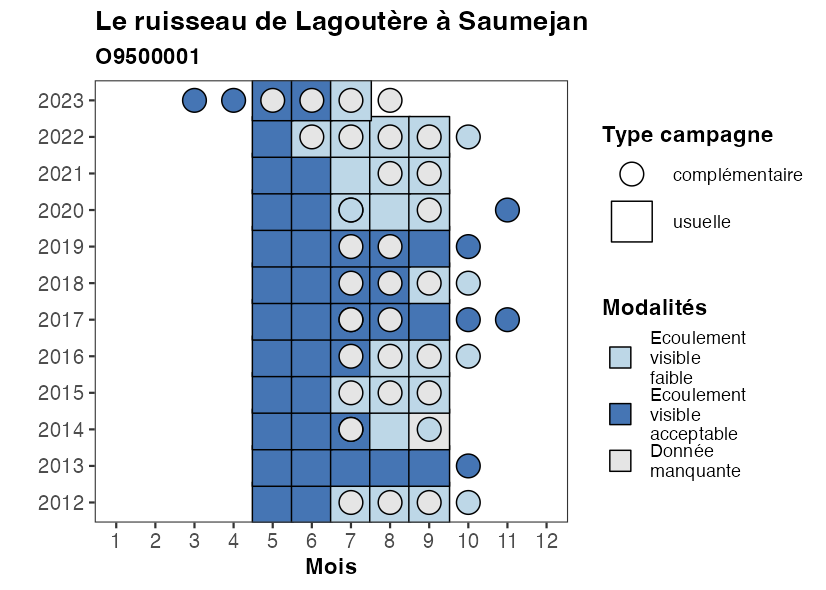 Le ruisseau de Lagoutère à Saumejan
O9500001
2023
2022
2021
2020
2019
2018
2017
2016
2015
2014
2013
2012
1 2 3 4 5 6 7 8 9 10 11 12
Mois
Type campagne
complémentaire
usuelle
Modalités
Ecoulement
visible
faible
Ecoulement
visible
acceptable
Donnée
manquante